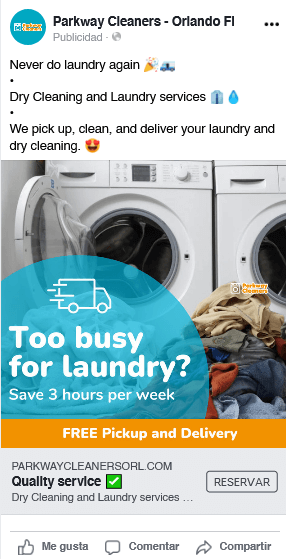 Parkway Cleaners - Orlando Fl
Publicidad ·
Never do laundry again 🎉🚙
•
Dry Cleaning and Laundry services 👔💧
•
We pick up, clean, and deliver your laundry and
dry cleaning. 😍
Parkway
Cleaners
Too busy
for laundry?
Save 3 hours per week
FREE Pickup and Delivery
PARKWAYCLEANERSORL.COM
Quality service ✅
Dry Cleaning and Laundry services ...
RESERVAR
Me gusta
Comentar
Compartir